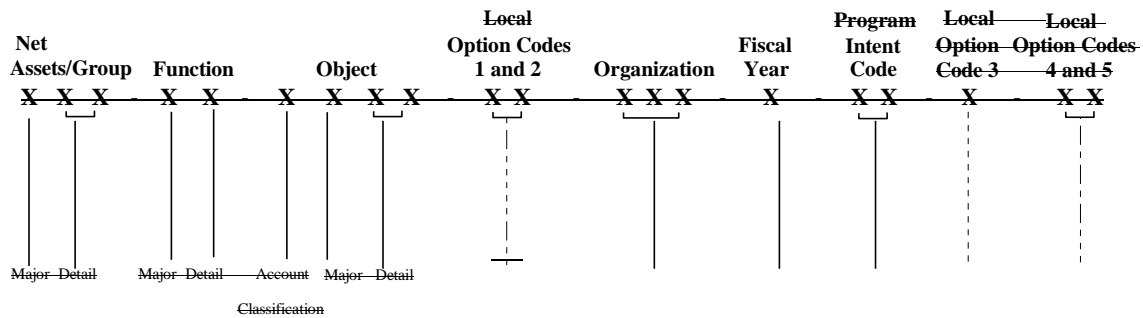 Local Program Local Local
Net Option Codes Fiscal Intent Option Option Codes
Assets/Group Function Object 1 and 2 Organization Year Code Code 3 4 and 5
X X X - X X - X X X X - X X - X X X - X - X X - X - X X
Major Detail Major Detail Account Major Detail
Classification